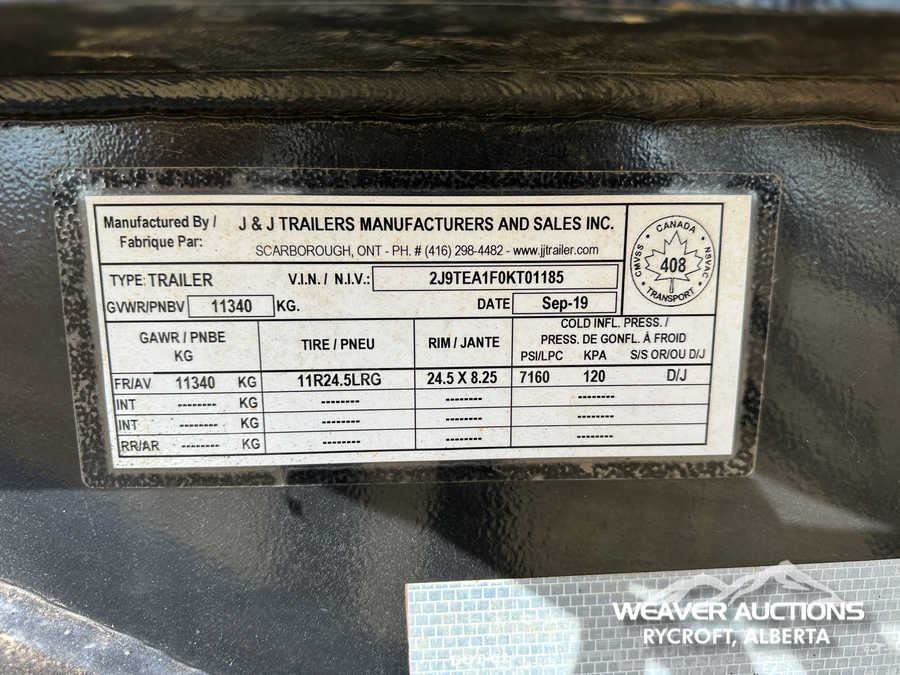 Manufactured By / Fabrique Par:
J & J TRAILERS MANUFACTURERS AND SALES INC.
SCARBOROUGH, ONT - PH. # (416) 298-4482 - www.jjtrailer.com
CANADA
CMVSS 408 NSVAC
TRANSPORT
TYPE: TRAILER V.I.N. / N.I.V.: 2J9TEA1F0KT01185
GVWR/PNBV 11340 KG. DATE Sep-19
GAWR / PNBE KG
TIRE / PNEU
RIM / JANTE
COLD INFL. PRESS. /
PRESS. DE GONFL. À FROID
PSI/LPC KPA S/S OR/OU D/J
FR/AV 11340 KG 11R24.5LRG 24.5 X 8.25 7160 120 D/J
INT -------- KG -------- -------- --------
INT -------- KG -------- -------- --------
RR/AR -------- KG -------- -------- --------
WEAVER AUCTIONS
RYCROFT, ALBERTA